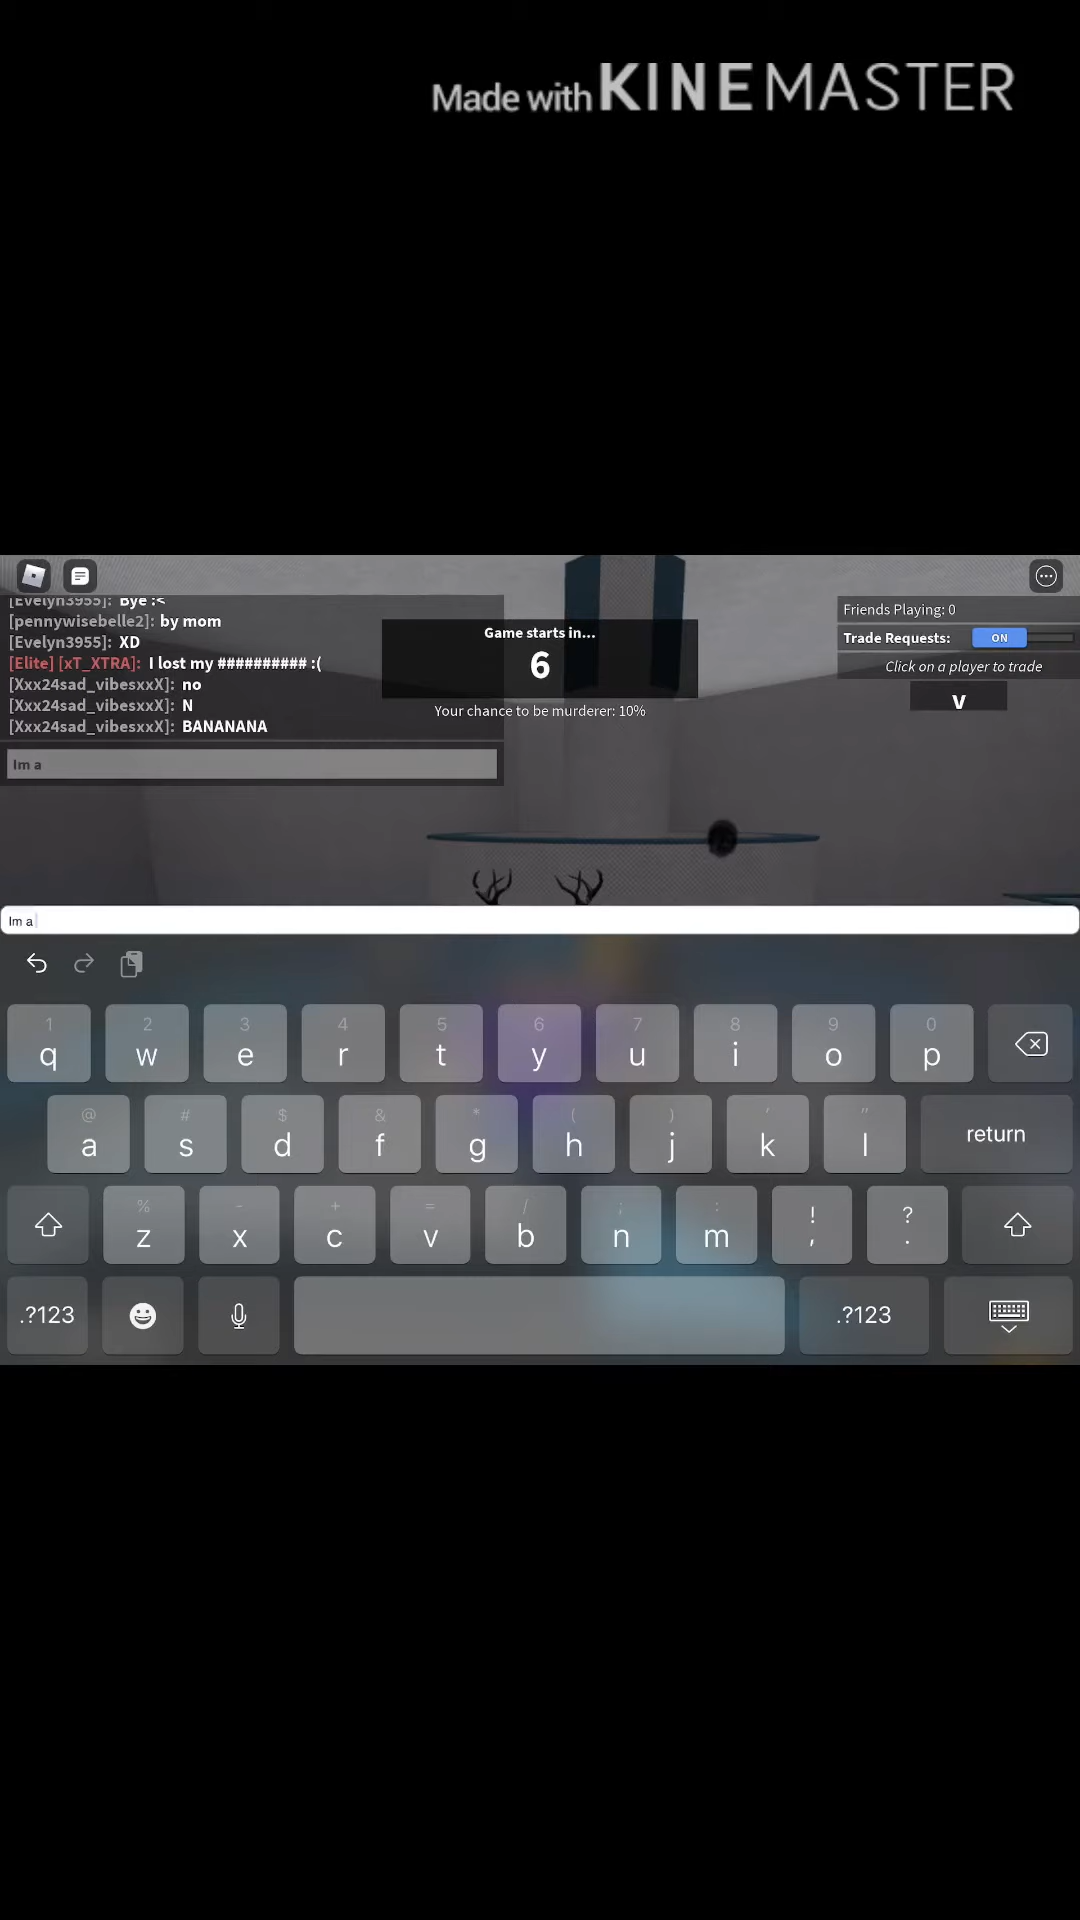 Made with KINEMASTER
[Evelyn3955]: Bye :<
[pennywisebelle2]: by mom
[Evelyn3955]: XD
[Elite] [xT_XTRA]: I lost my ########## :(
[Xxx24sad_vibesxxX]: no
[Xxx24sad_vibesxxX]: N
[Xxx24sad_vibesxxX]: BANANANA
Im a
Game starts in...
6
Your chance to be murderer: 10%
Friends Playing: 0
Trade Requests: ON
Click on a player to trade
v
Im a
1 2 3 4 5 6 7 8 9 0
q w e r t y u i o p
@ # $ & * ( ) ' "
a s d f g h j k l return
% - + = / ; : ! ?
z x c v b n m , .
.?123 .?123